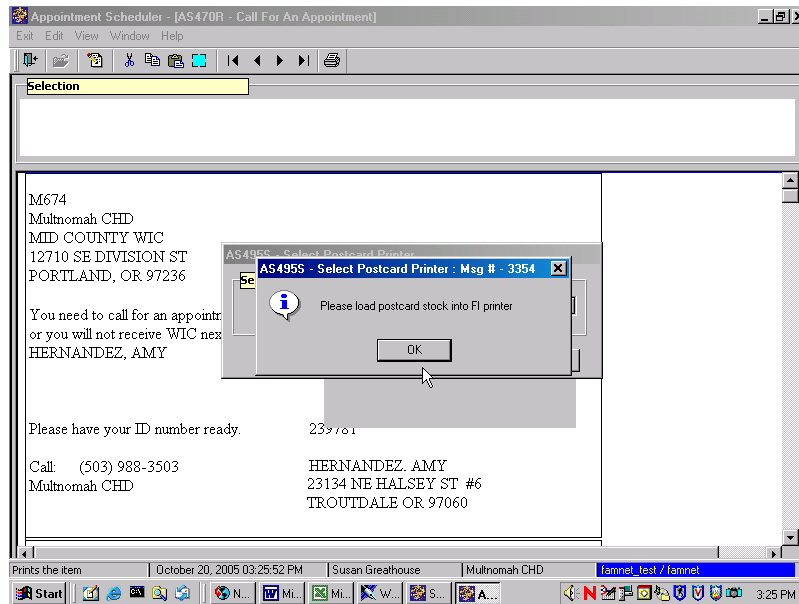 Appointment Scheduler - [AS470R - Call For An Appointment]
Exit Edit View Window Help
Selection
M674
Multnomah CHD
MID COUNTY WIC
12710 SE DIVISION ST
PORTLAND, OR 97236
AS495S - Select Postcard Printer
AS495S - Select Postcard Printer : Msg # - 3354
Se
Please load postcard stock into FI printer
OK
You need to call for an appointm
or you will not receive WIC nex
HERNANDEZ, AMY
Please have your ID number ready. 239781
Call: (503) 988-3503 HERNANDEZ. AMY
Multnomah CHD 23134 NE HALSEY ST #6
TROUTDALE OR 97060
Prints the item October 20, 2005 03:25:52 PM Susan Greathouse Multnomah CHD famnet_test / famnet
Start N... Mi... Mi... W... S... A... 3:25 PM